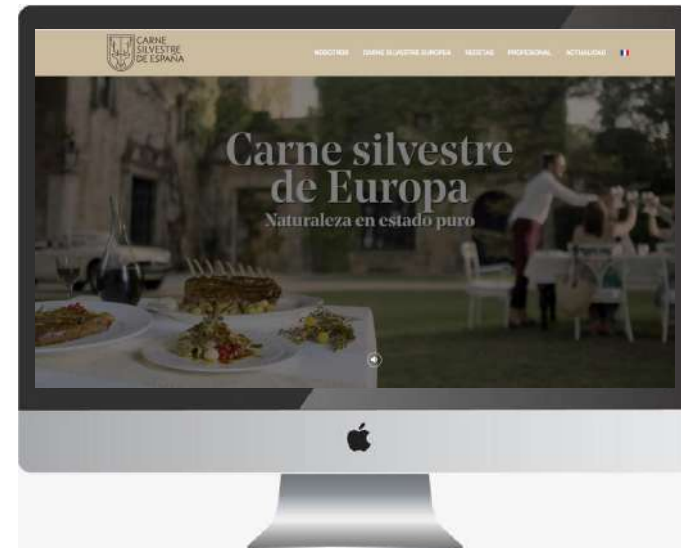 CARNE
SILVESTRE
DE ESPAÑA
NOSOTROS CARNE SILVESTRE EUROPEA RECETAS PROFESIONAL ACTUALIDAD
Carne silvestre
de Europa
Naturaleza en estado puro